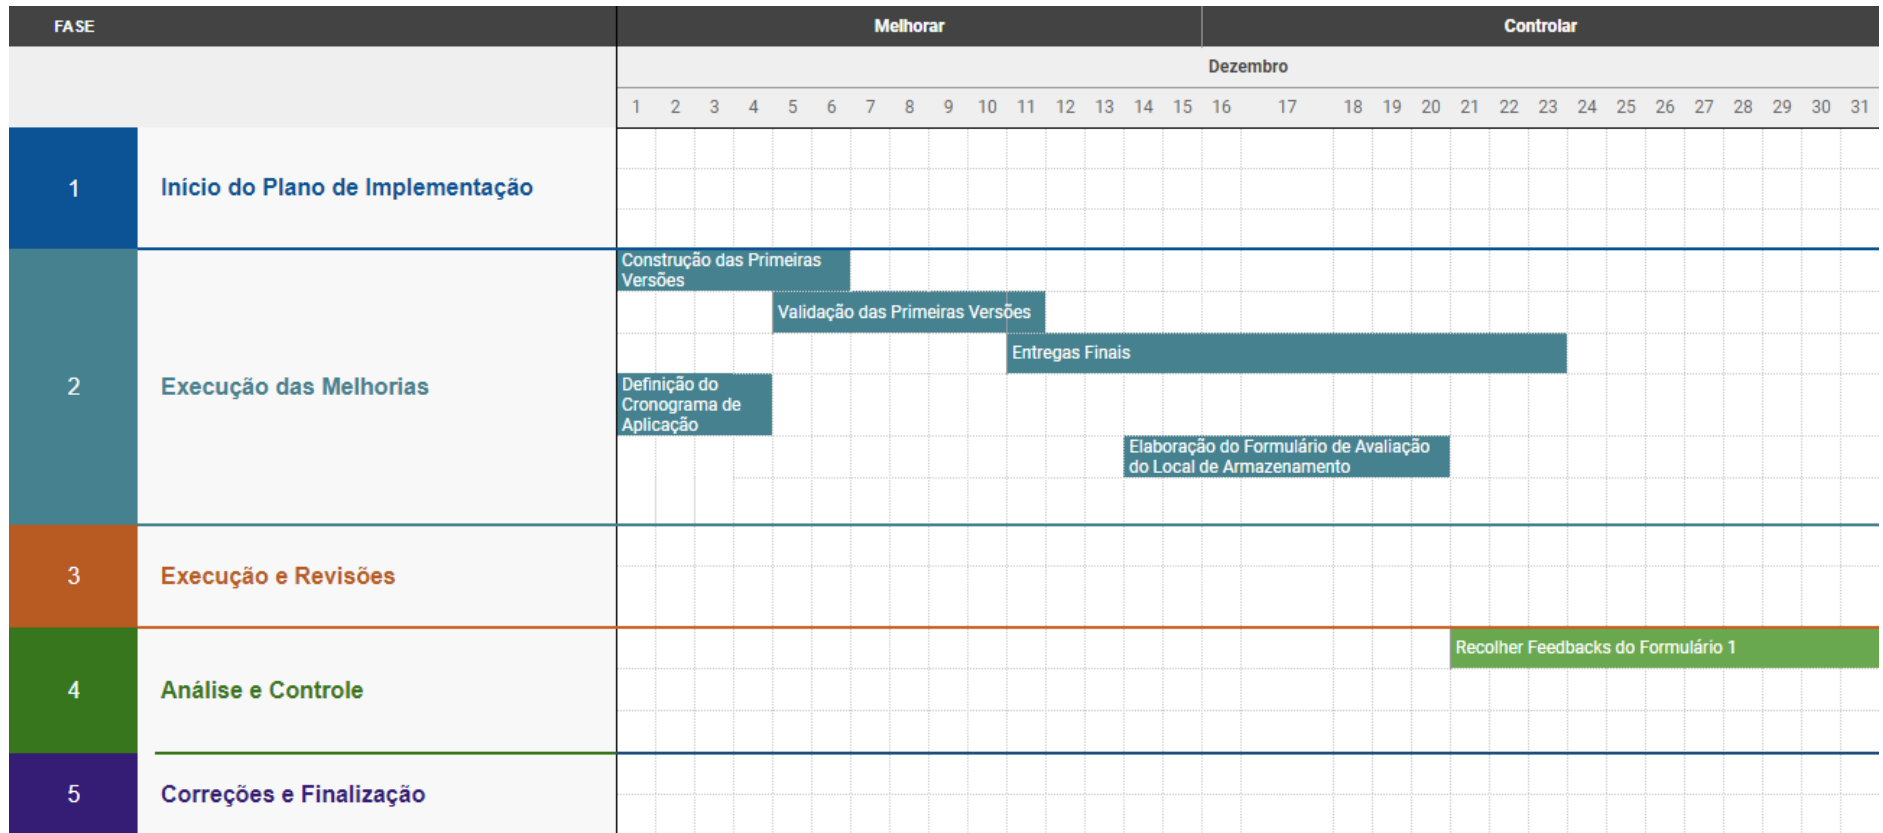 FASE
Melhorar
Controlar
Dezembro
1 2 3 4 5 6 7 8 9 10 11 12 13 14 15 16 17 18 19 20 21 22 23 24 25 26 27 28 29 30 31
1
Início do Plano de Implementação
2
Execução das Melhorias
Construção das Primeiras
Versões
Validação das Primeiras Versões
Entregas Finais
Definição do
Cronograma de
Aplicação
Elaboração do Formulário de Avaliação
do Local de Armazenamento
3
Execução e Revisões
4
Análise e Controle
Recolher Feedbacks do Formulário 1
5
Correções e Finalização